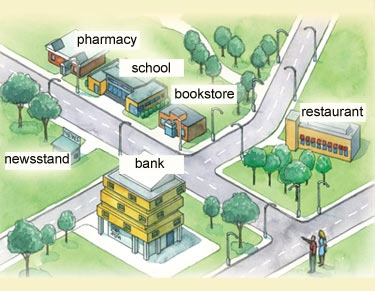 pharmacy
school
bookstore
restaurant
newsstand
bank